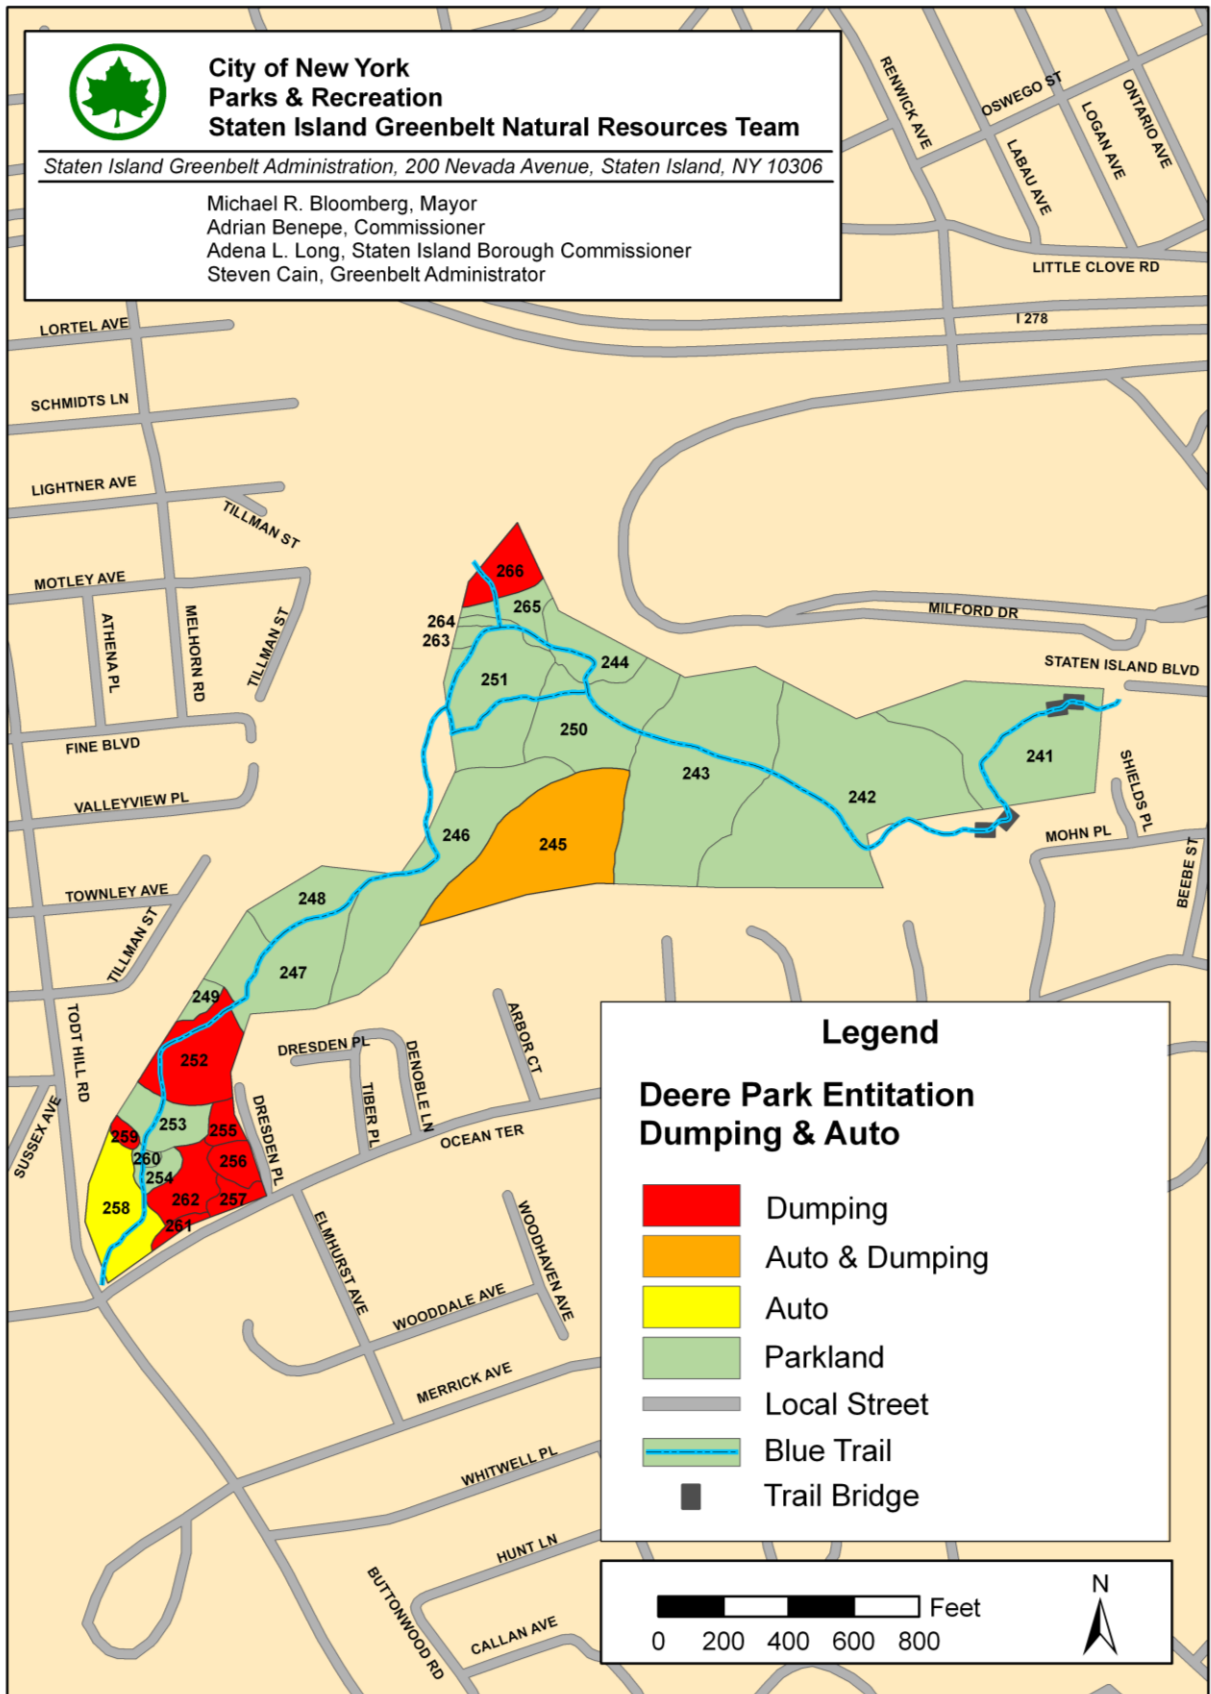 City of New York
Parks & Recreation
Staten Island Greenbelt Natural Resources Team
Staten Island Greenbelt Administration, 200 Nevada Avenue, Staten Island, NY 10306
Michael R. Bloomberg, Mayor
Adrian Benepe, Commissioner
Adena L. Long, Staten Island Borough Commissioner
Steven Cain, Greenbelt Administrator
RENWICK AVE
OSWEGO ST
ONTARIO AVE
LOGAN AVE
LABAU AVE
LITTLE CLOVE RD
I 278
LORTEL AVE
SCHMIDTS LN
LIGHTNER AVE
TILLMAN ST
MOTLEY AVE
ATHENA PL
MELHORN RD
TILLMAN ST
FINE BLVD
VALLEYVIEW PL
TOWNLEY AVE
TILLMAN ST
TODT HILL RD
SUSSEX AVE
MILFORD DR
STATEN ISLAND BLVD
SHIELDS PL
MOHN PL
BEEBE ST
266
265
264
263
244
251
250
243
241
242
246
245
248
247
249
252
253
259
255
260
256
254
258
262
257
261
DRESDEN PL
DENOBLE LN
TIBER PL
ARBOR CT
DRESDEN PL
OCEAN TER
ELMHURST AVE
WOODHAVEN AVE
WOODDALE AVE
MERRICK AVE
WHITWELL PL
HUNT LN
BUTTONWOOD RD
CALLAN AVE
Legend
Deere Park Entitation
Dumping & Auto
Dumping
Auto & Dumping
Auto
Parkland
Local Street
Blue Trail
Trail Bridge
Feet
0 200 400 600 800
N